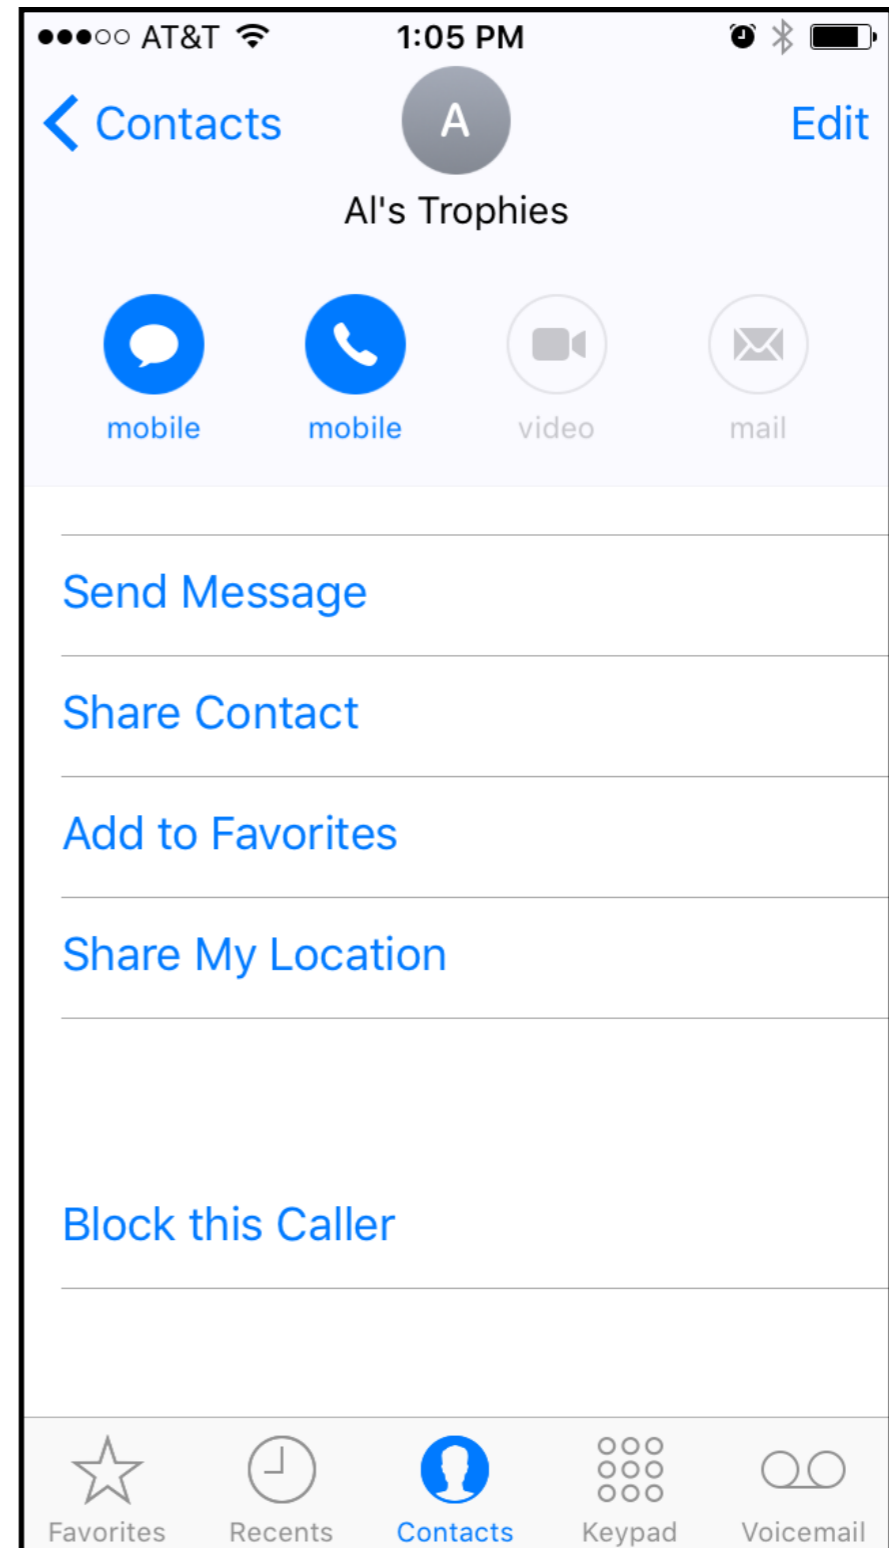 AT&T 1:05 PM
Contacts A Edit
Al's Trophies
mobile mobile video mail
Send Message
Share Contact
Add to Favorites
Share My Location
Block this Caller
Favorites Recents Contacts Keypad Voicemail